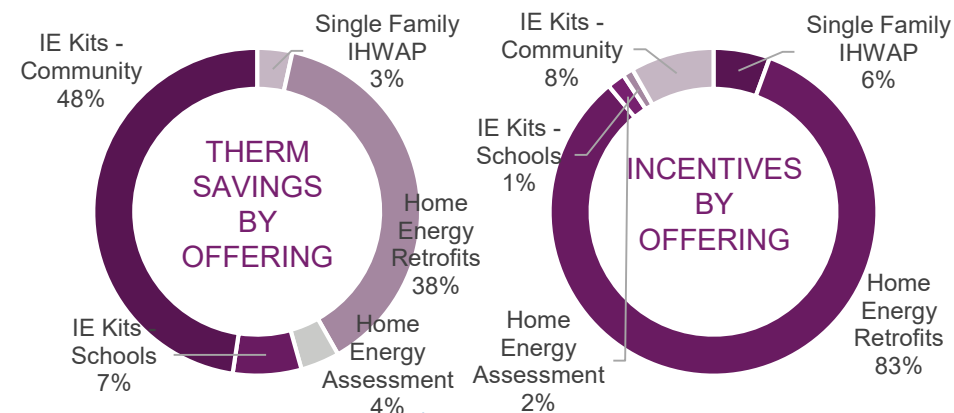 IE Kits -
Community
48%
Single Family
IHWAP
3%
THERM
SAVINGS
BY
OFFERING
Home
Energy
Retrofits
38%
IE Kits -
Schools
7%
Home
Energy
Assessment
4%
IE Kits -
Community
8%
Single Family
IHWAP
6%
IE Kits -
Schools
1%
INCENTIVES
BY
OFFERING
Home
Energy
Retrofits
83%
Home
Energy
Assessment
2%